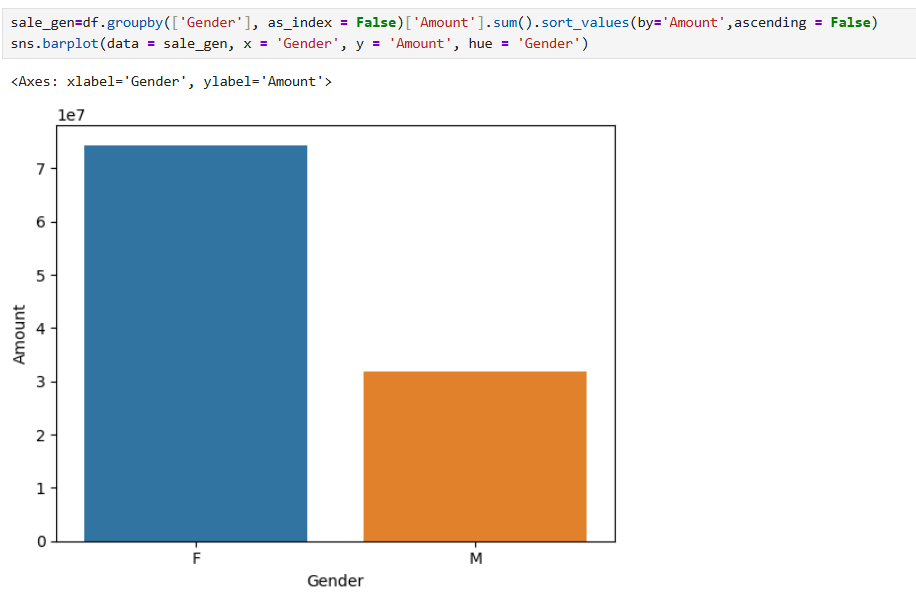 sale_gen=df.groupby(['Gender'], as_index = False)['Amount'].sum().sort_values(by='Amount',ascending = False)
sns.barplot(data = sale_gen, x = 'Gender', y = 'Amount', hue = 'Gender')
<Axes: xlabel='Gender', ylabel='Amount'>
1e7
7
6
5
4
3
2
1
0
Amount
F M
Gender